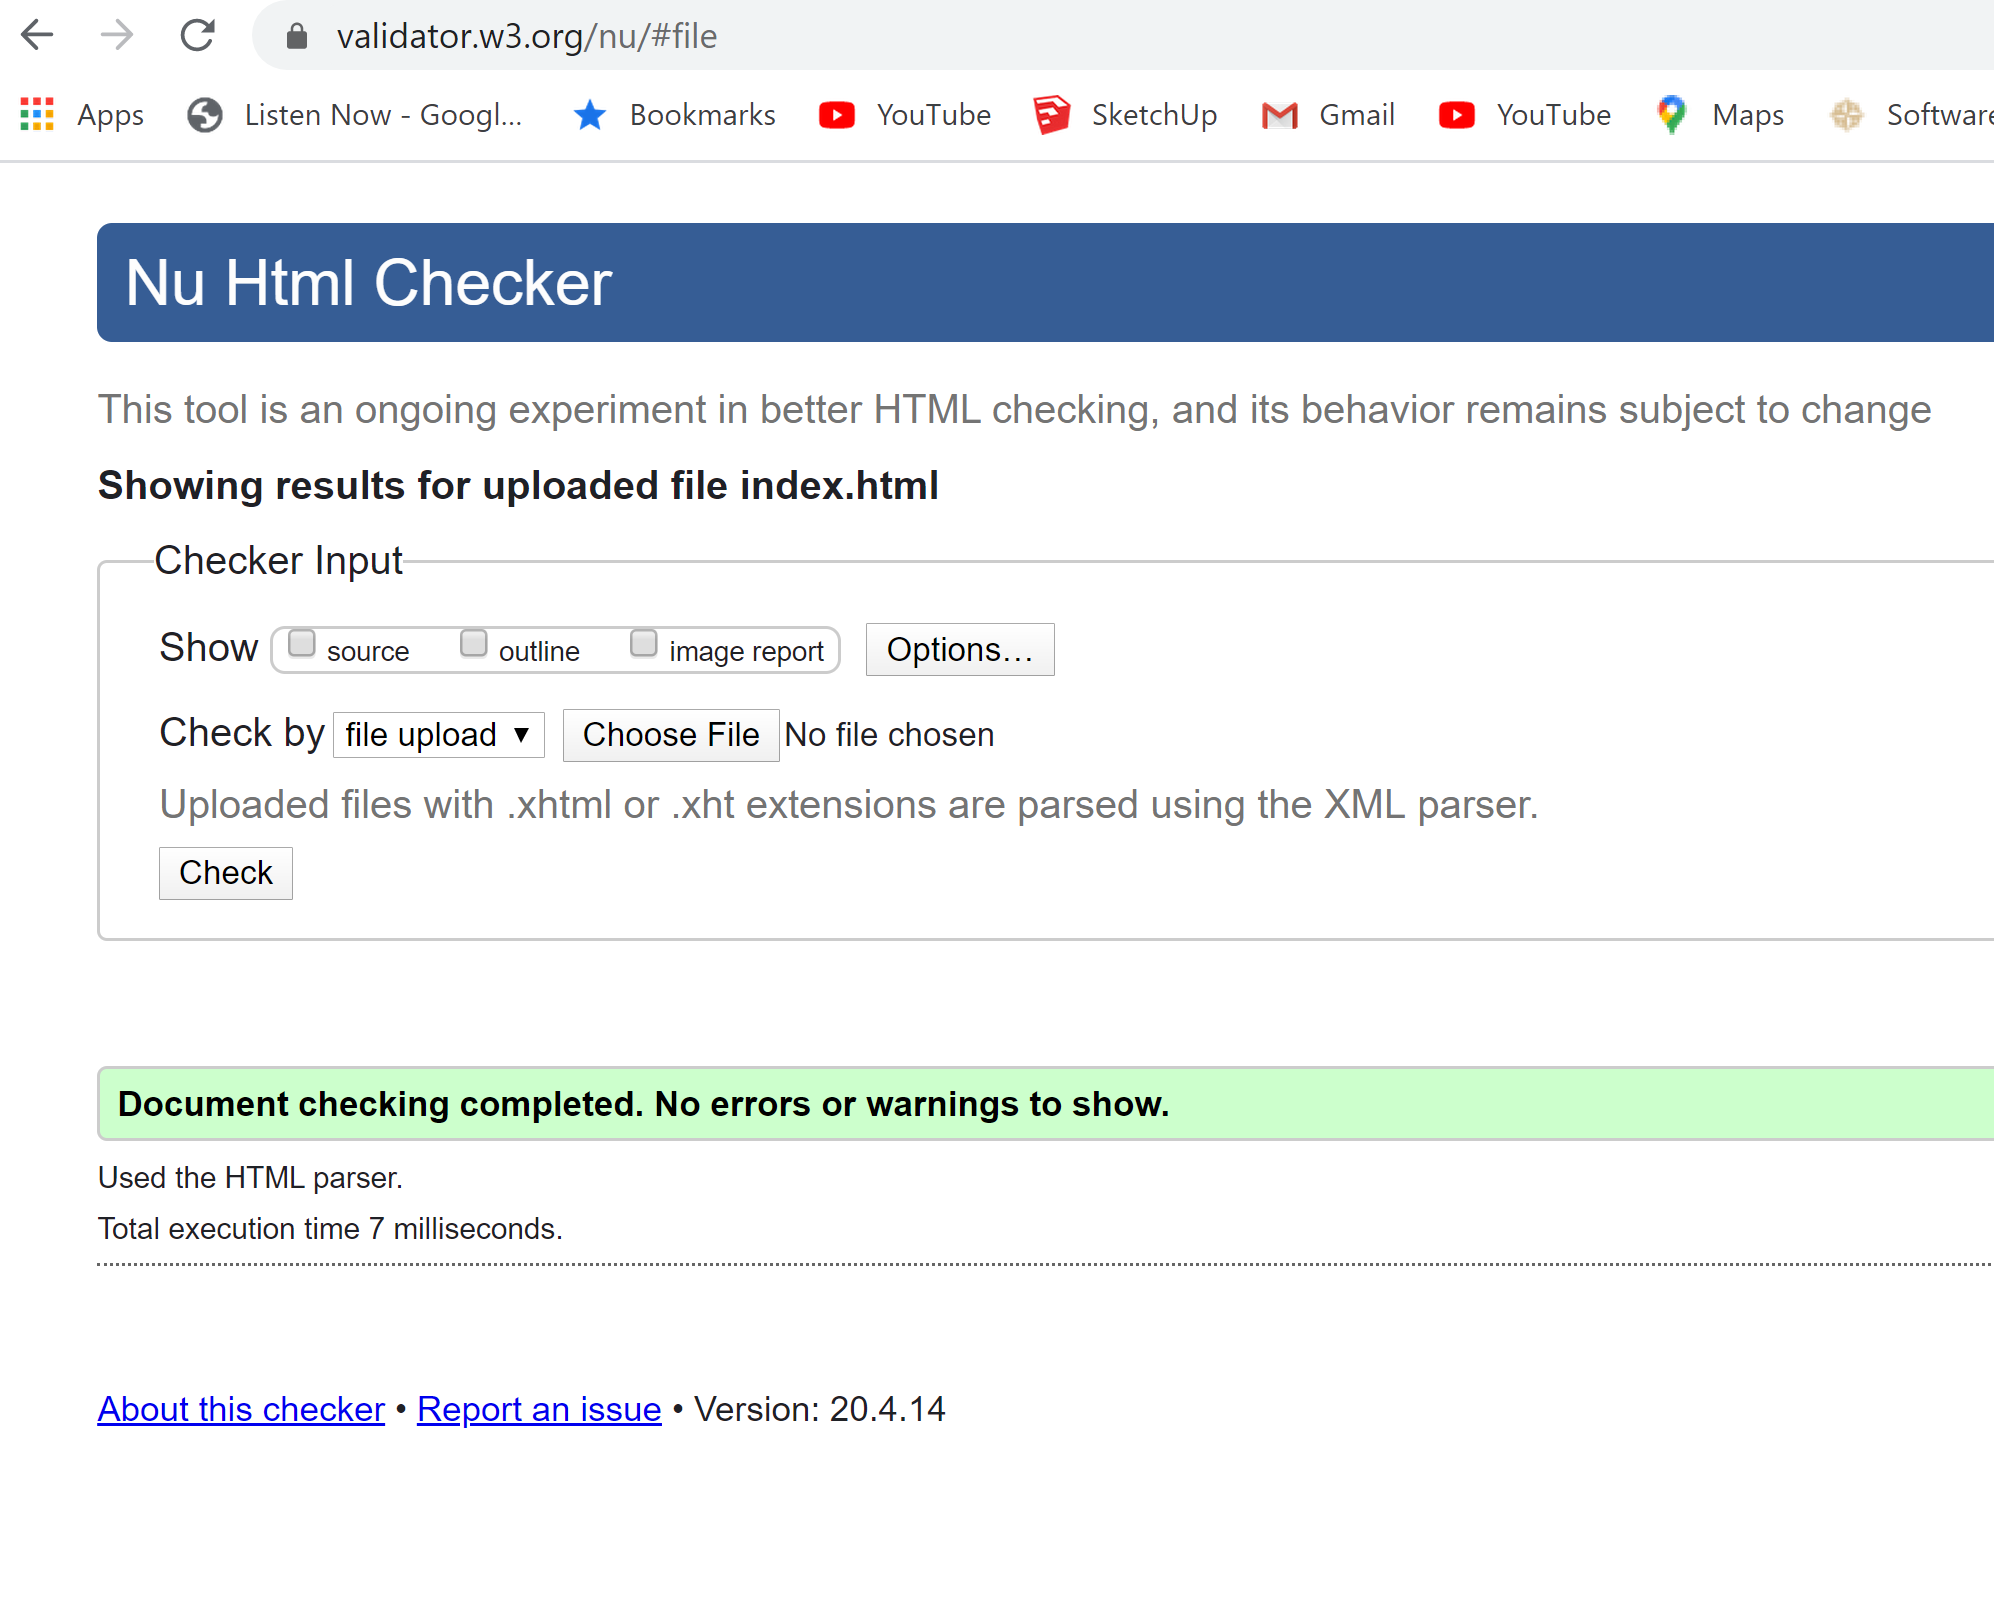 validator.w3.org/nu/#file
Apps Listen Now - Googl... Bookmarks YouTube SketchUp Gmail YouTube Maps Software
Nu Html Checker
This tool is an ongoing experiment in better HTML checking, and its behavior remains subject to change
Showing results for uploaded file index.html
Checker Input
Show source outline image report Options...
Check by file upload ▼ Choose File No file chosen
Uploaded files with .xhtml or .xht extensions are parsed using the XML parser.
Check
Document checking completed. No errors or warnings to show.
Used the HTML parser.
Total execution time 7 milliseconds.
About this checker • Report an issue • Version: 20.4.14